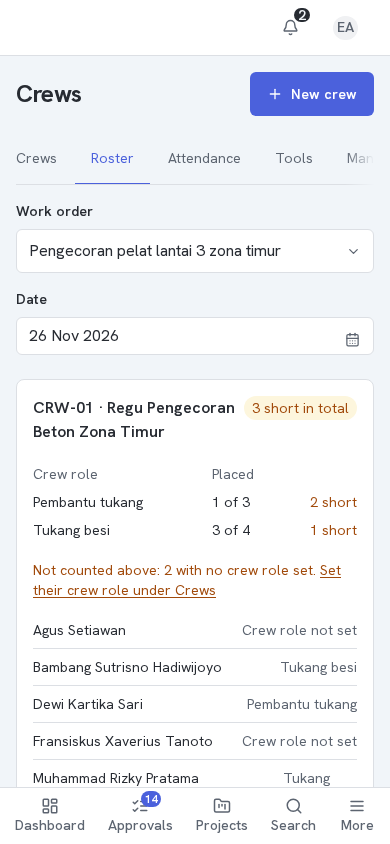 2
EA
Crews
New crew
Crews Roster Attendance Tools
Work order
Pengecoran pelat lantai 3 zona timur
Date
26 Nov 2026
CRW-01 · Regu Pengecoran
Beton Zona Timur
3 short in total
Crew role Placed
Pembantu tukang 1 of 3 2 short
Tukang besi 3 of 4 1 short
Not counted above: 2 with no crew role set. Set
their crew role under Crews
Agus Setiawan Crew role not set
Bambang Sutrisno Hadiwijoyo Tukang besi
Dewi Kartika Sari Pembantu tukang
Fransiskus Xaverius Tanoto Crew role not set
Muhammad Rizky Pratama Tukang
14
Dashboard Approvals Projects Search More